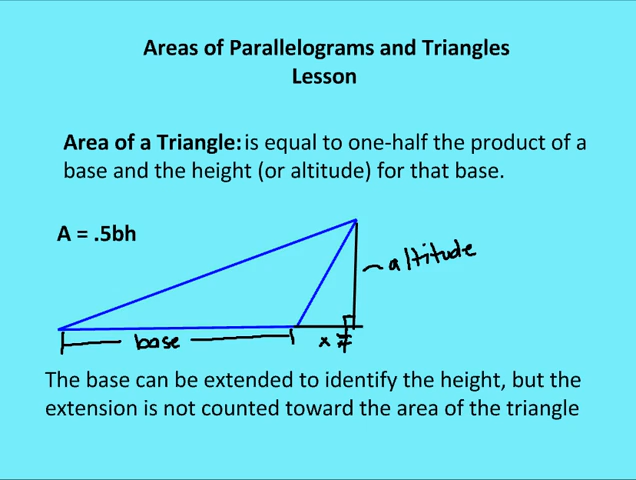 Areas of Parallelograms and Triangles
Lesson
Area of a Triangle: is equal to one-half the product of a
base and the height (or altitude) for that base.
A = .5bh
altitude
base
x
The base can be extended to identify the height, but the
extension is not counted toward the area of the triangle